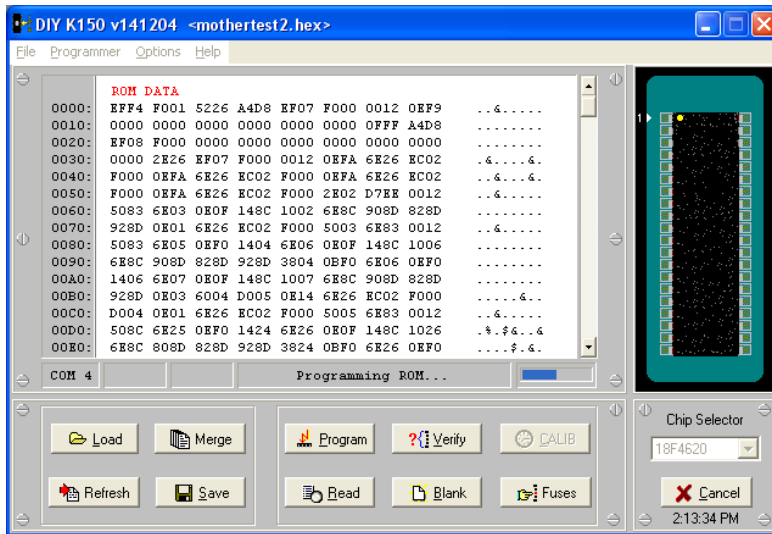 DIY K150 v141204 <mothertest2.hex>
File Programmer Options Help
ROM DATA
0000: EFF4 F001 5226 A4D8 EF07 F000 0012 0EF9 ..&.....
0010: 0000 0000 0000 0000 0000 0000 0FFF A4D8 ........
0020: EF08 F000 0000 0000 0000 0000 0000 0000 ........
0030: 0000 2E26 EF07 F000 0012 0EFA 6E26 EC02 .&....&.
0040: F000 0EFA 6E26 EC02 F000 0EFA 6E26 EC02 ..&...&.
0050: F000 0EFA 6E26 EC02 F000 2E02 D7EE 0012 ..&.....
0060: 5083 6E03 0E0F 148C 1002 6E8C 908D 828D ........
0070: 928D 0E01 6E26 EC02 F000 5003 6E83 0012 ..&.....
0080: 5083 6E05 0EF0 1404 6E06 0E0F 148C 1006 ........
0090: 6E8C 908D 828D 928D 3804 0BF0 6E06 0EF0 ........
00A0: 1406 6E07 0E0F 148C 1007 6E8C 908D 828D ........
00B0: 928D 0E03 6004 D005 0E14 6E26 EC02 F000 .....&..
00C0: D004 0E01 6E26 EC02 F000 5005 6E83 0012 ..&.....
00D0: 508C 6E25 0EF0 1424 6E26 0E0F 148C 1026 .%.$&..&
00E0: 6E8C 808D 828D 928D 3824 0BF0 6E26 0EF0 ....$.&.
COM 4 Programming ROM...
1
Load Merge Program ?{ Verify CALIB
Refresh Save Read Blank Fuses
Chip Selector
18F4620
Cancel
2:13:34 PM